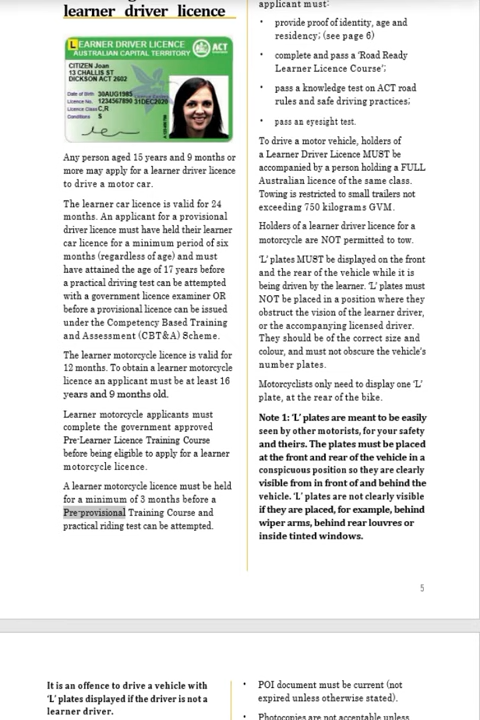 learner driver licence
LEARNER DRIVER LICENCE
AUSTRALIAN CAPITAL TERRITORY
ACT
CITIZEN Joan
13 CHALLIS ST
DICKSON ACT 2602
Date of Birth 30AUG1985
Licence No. 1234567890 31DEC2020
Licence Class C,R
Conditions S
Any person aged 15 years and 9 months or
more may apply for a learner driver licence
to drive a motor car.
The learner car licence is valid for 24
months. An applicant for a provisional
driver licence must have held their learner
car licence for a minimum period of six
months (regardless of age) and must
have attained the age of 17 years before
a practical driving test can be attempted
with a government licence examiner OR
before a provisional licence can be issued
under the Competency Based Training
and Assessment (CBT&A) Scheme.
The learner motorcycle licence is valid for
12 months. To obtain a learner motorcycle
licence an applicant must be at least 16
years and 9 months old.
Learner motorcycle applicants must
complete the government approved
Pre-Learner Licence Training Course
before being eligible to apply for a learner
motorcycle licence.
A learner motorcycle licence must be held
for a minimum of 3 months before a
Pre-provisional Training Course and
practical riding test can be attempted.
applicant must:
• provide proof of identity, age and
residency; (see page 6)
• complete and pass a ‘Road Ready
Learner Licence Course’;
• pass a knowledge test on ACT road
rules and safe driving practices;
• pass an eyesight test.
To drive a motor vehicle, holders of
a Learner Driver Licence MUST be
accompanied by a person holding a FULL
Australian licence of the same class.
Towing is restricted to small trailers not
exceeding 750 kilograms GVM.
Holders of a learner driver licence for a
motorcycle are NOT permitted to tow.
‘L’ plates MUST be displayed on the front
and the rear of the vehicle while it is
being driven by the learner. ‘L’ plates must
NOT be placed in a position where they
obstruct the vision of the learner driver,
or the accompanying licensed driver.
They should be of the correct size and
colour, and must not obscure the vehicle’s
number plates.
Motorcyclists only need to display one ‘L’
plate, at the rear of the bike.
Note 1: ‘L’ plates are meant to be easily
seen by other motorists, for your safety
and theirs. The plates must be placed
at the front and rear of the vehicle in a
conspicuous position so they are clearly
visible from in front of and behind the
vehicle. ‘L’ plates are not clearly visible
if they are placed, for example, behind
wiper arms, behind rear louvres or
inside tinted windows.
5
It is an offence to drive a vehicle with
‘L’ plates displayed if the driver is not a
learner driver.
• POI document must be current (not
expired unless otherwise stated).
• Photocopies are not acceptable unless